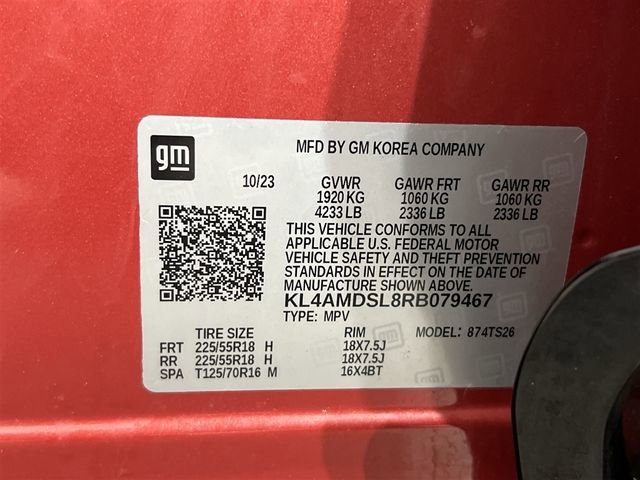 gm
MFD BY GM KOREA COMPANY
10/23 GVWR GAWR FRT GAWR RR
1920 KG 1060 KG 1060 KG
4233 LB 2336 LB 2336 LB
THIS VEHICLE CONFORMS TO ALL
APPLICABLE U.S. FEDERAL MOTOR
VEHICLE SAFETY AND THEFT PREVENTION
STANDARDS IN EFFECT ON THE DATE OF
MANUFACTURE SHOWN ABOVE.
KL4AMDSL8RB079467
TYPE: MPV
TIRE SIZE RIM MODEL: 874TS26
FRT 225/55R18 H 18X7.5J
RR 225/55R18 H 18X7.5J
SPA T125/70R16 M 16X4BT